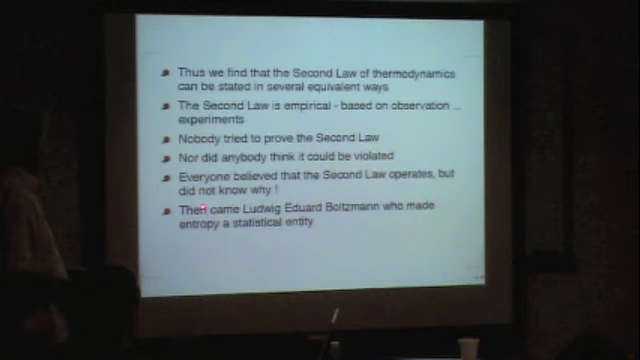 Thus we find that the Second Law of thermodynamics
can be stated in several equivalent ways
The Second Law is empirical - based on observation ...
experiments
Nobody tried to prove the Second Law
Nor did anybody think it could be violated
Everyone believed that the Second Law operates, but
did not know why !
Then came Ludwig Eduard Boltzmann who made
entropy a statistical entity